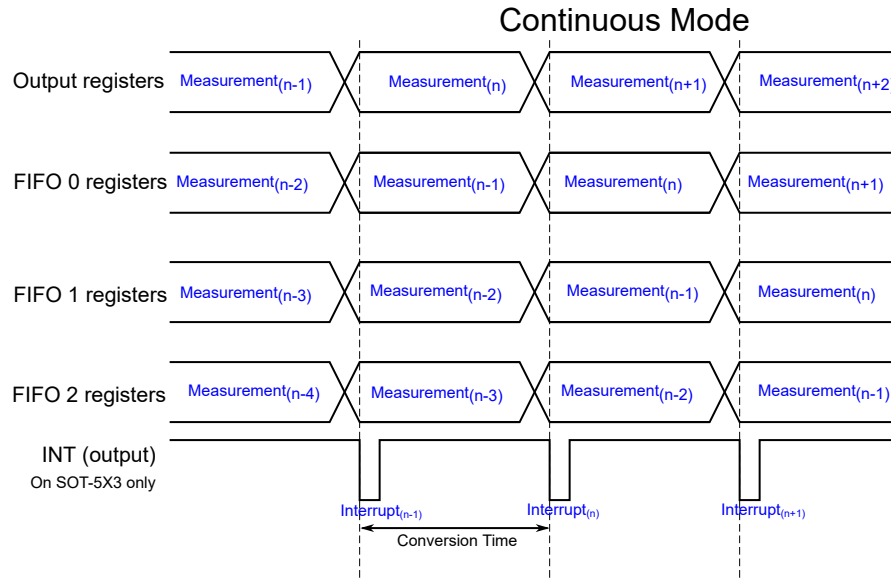 Continuous Mode
Output registers Measurement(n-1) Measurement(n) Measurement(n+1) Measurement(n+2)
FIFO 0 registers Measurement(n-2) Measurement(n-1) Measurement(n) Measurement(n+1)
FIFO 1 registers Measurement(n-3) Measurement(n-2) Measurement(n-1) Measurement(n)
FIFO 2 registers Measurement(n-4) Measurement(n-3) Measurement(n-2) Measurement(n-1)
INT (output)
On SOT-5X3 only
Interrupt(n-1) Interrupt(n) Interrupt(n+1)
Conversion Time